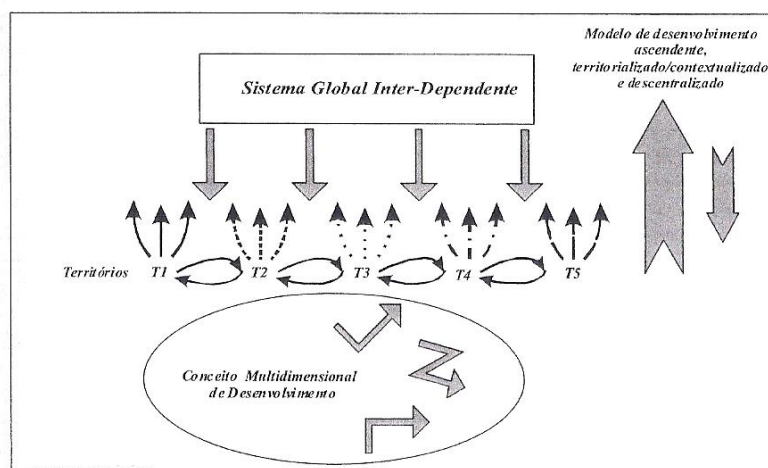 Modelo de desenvolvimento
ascendente,
territorializado/contextualizado
e descentralizado
Sistema Global Inter-Dependente
Territórios T1 T2 T3 T4 T5
Conceito Multidimensional
de Desenvolvimento